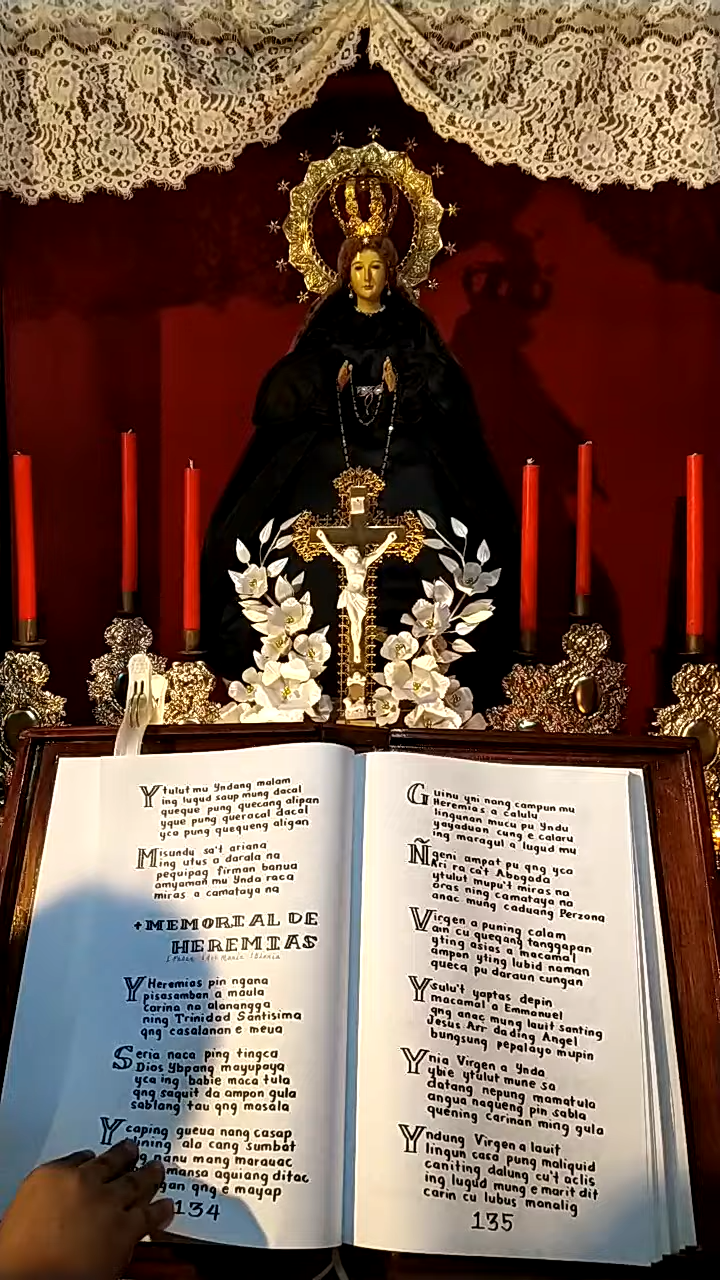 Ytulut mu Yndang malam
ing lugud saup mung dacal
queque pung quecang alipan
yque pung queracal dacal
yco pung quequeng aligan
Misundu sa't ariana
ing utus a darala na
pequipag firman banua
amyaman mu Ynda raca
miras a camataya na
+MEMORIAL DE
HEREMIAS
Y Heremias pin ngana
pisasamban a maula
carina no alanangga
ning Trinidad Santisima
qng casalanan e meua
Seria naca ping tingca
Dios Ybpang mayupaya
yca ing babie maca tula
qng saquit da ampon gula
sablang tau qng mosala
Ycaping gueua nang casap
ala cang sumbat
nanu mang marauac
mansa aguiang ditac
qng e mayap
134
Guinu yni nang campun mu
Heremias a calulu
lingunan mucu pu Yndu
yayaduan cung e calaru
ing maragul a lugud mu
Ñgeni ampat pu qng yca
Ari ra ca't Abogada
ytulut mupu't miras na
oras ning camataya na
anac mung caduang Perzona
Virgen a puning calam
ain cu queqang tanggapan
yting asias a macamal
ampon yting lubid naman
queca pu daraun cungan
Ysulu't yaptas depin
macamal a Emmanuel
qng anac mung lauit santing
Jesus Arr dading Angel
bungsung pepalayo mupin
Ynia Virgen a Ynda
ybie ytulut mune sa
datang nepung mamatula
angua naqueng pin sabla
quening carinan ming gula
Yndung Virgen a lauit
lingun caca pung maliquid
caniting dalung cu't aclis
ing lugud mung e marit dit
carin cu lubus manalig
135